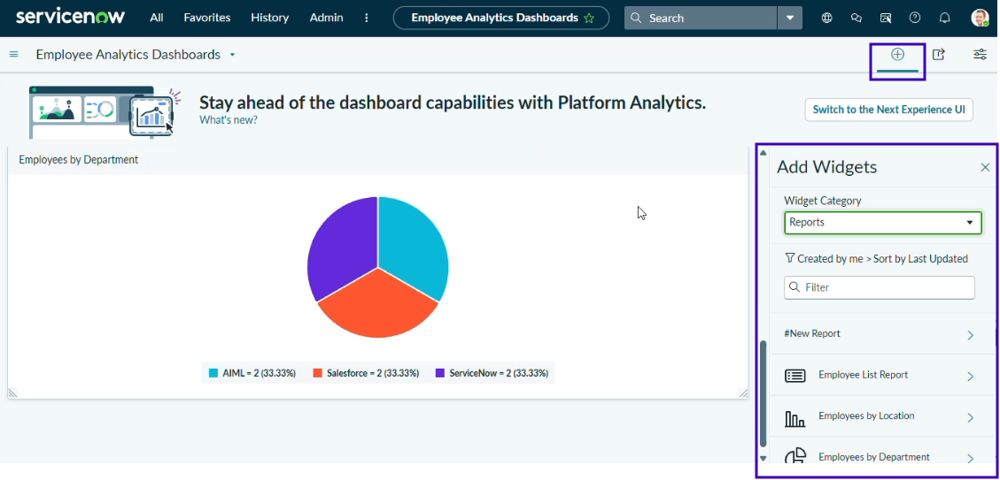 servicenow All Favorites History Admin Employee Analytics Dashboards Search
Employee Analytics Dashboards
Stay ahead of the dashboard capabilities with Platform Analytics.
What's new?
Switch to the Next Experience UI
Employees by Department
AIML = 2 (33.33%) Salesforce = 2 (33.33%) ServiceNow = 2 (33.33%)
Add Widgets
Widget Category
Reports
Created by me > Sort by Last Updated
Filter
#New Report
Employee List Report
Employees by Location
Employees by Department